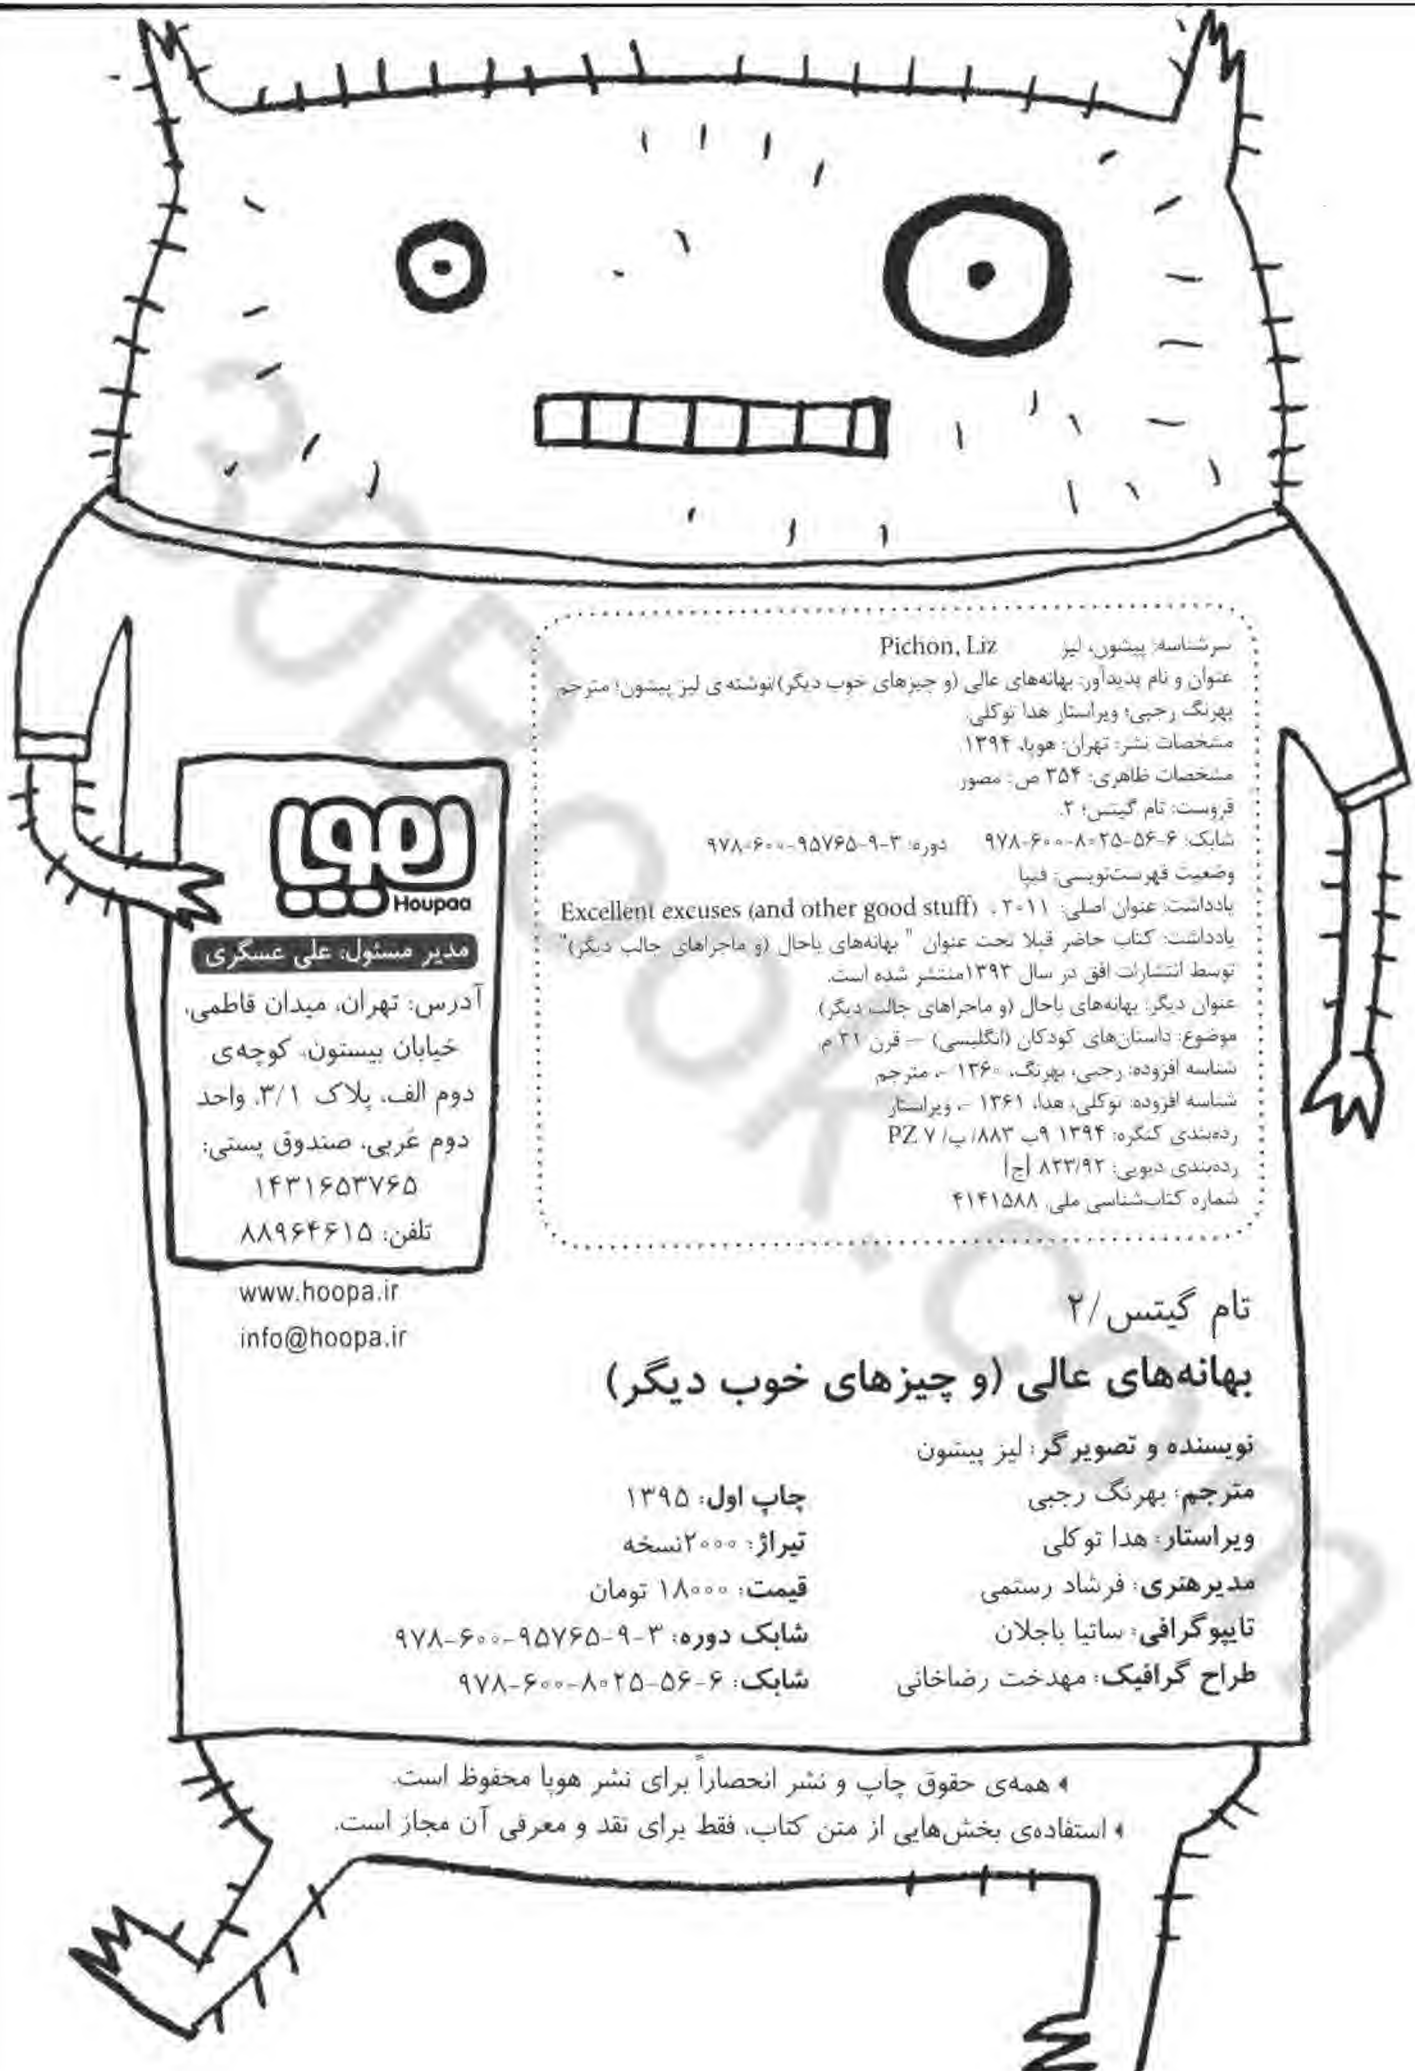 سرشناسه: پیشون، لیز Pichon, Liz
عنوان و نام پدیدآور: بهانه‌های عالی (و چیزهای خوب دیگر)/نوشته‌ی لیز پیشون؛ مترجم
بهرنگ رجبی؛ ویراستار هدا توکلی.
مشخصات نشر: تهران: هوپا، ۱۳۹۴.
مشخصات ظاهری: ۳۵۴ ص.: مصور
فروست: تام گیتس؛ ۲.
شابک: ۶-۵۶-۸۰۲۵-۶۰۰-۹۷۸ دوره: ۳-۹-۹۵۷۶۵-۶۰۰-۹۷۸
وضعیت فهرست‌نویسی: فیپا
یادداشت: عنوان اصلی: Excellent excuses (and other good stuff) ، ۲۰۱۱.
یادداشت: کتاب حاضر قبلا تحت عنوان " بهانه‌های باحال (و ماجراهای جالب دیگر)"
توسط انتشارات افق در سال ۱۳۹۳منتشر شده است.
عنوان دیگر: بهانه‌های باحال (و ماجراهای جالب دیگر).
موضوع: داستان‌های کودکان (انگلیسی) -- قرن ۲۱ م.
شناسه افزوده: رجبی، بهرنگ، ۱۳۶۰ -، مترجم
شناسه افزوده: توکلی، هدا، ۱۳۶۱ -، ویراستار
رده‌بندی کنگره: ۱۳۹۴ ۹ب ۸۸۳/پ/ PZ ۷
رده‌بندی دیویی: ۸۲۳/۹۲ [ج]
شماره کتاب‌شناسی ملی: ۴۱۴۱۵۸۸
هوپا
Houpaa
مدیر مسئول: علی عسگری
آدرس: تهران، میدان فاطمی،
خیابان بیستون، کوچه‌ی
دوم الف، پلاک ۳/۱، واحد
دوم غربی، صندوق پستی:
۱۴۳۱۶۵۳۷۶۵
تلفن: ۸۸۹۶۴۶۱۵
www.hoopa.ir
info@hoopa.ir
تام گیتس/۲
بهانه‌های عالی (و چیزهای خوب دیگر)
نویسنده و تصویرگر: لیز پیشون
مترجم: بهرنگ رجبی
ویراستار: هدا توکلی
مدیرهنری: فرشاد رستمی
تایپوگرافی: ساتیا باجلان
طراح گرافیک: مهدخت رضاخانی
چاپ اول: ۱۳۹۵
تیراژ: ۲۰۰۰نسخه
قیمت: ۱۸۰۰۰ تومان
شابک دوره: ۳-۹-۹۵۷۶۵-۶۰۰-۹۷۸
شابک: ۶-۵۶-۸۰۲۵-۶۰۰-۹۷۸
همه‌ی حقوق چاپ و نشر انحصاراً برای نشر هوپا محفوظ است.
استفاده‌ی بخش‌هایی از متن کتاب، فقط برای نقد و معرفی آن مجاز است.